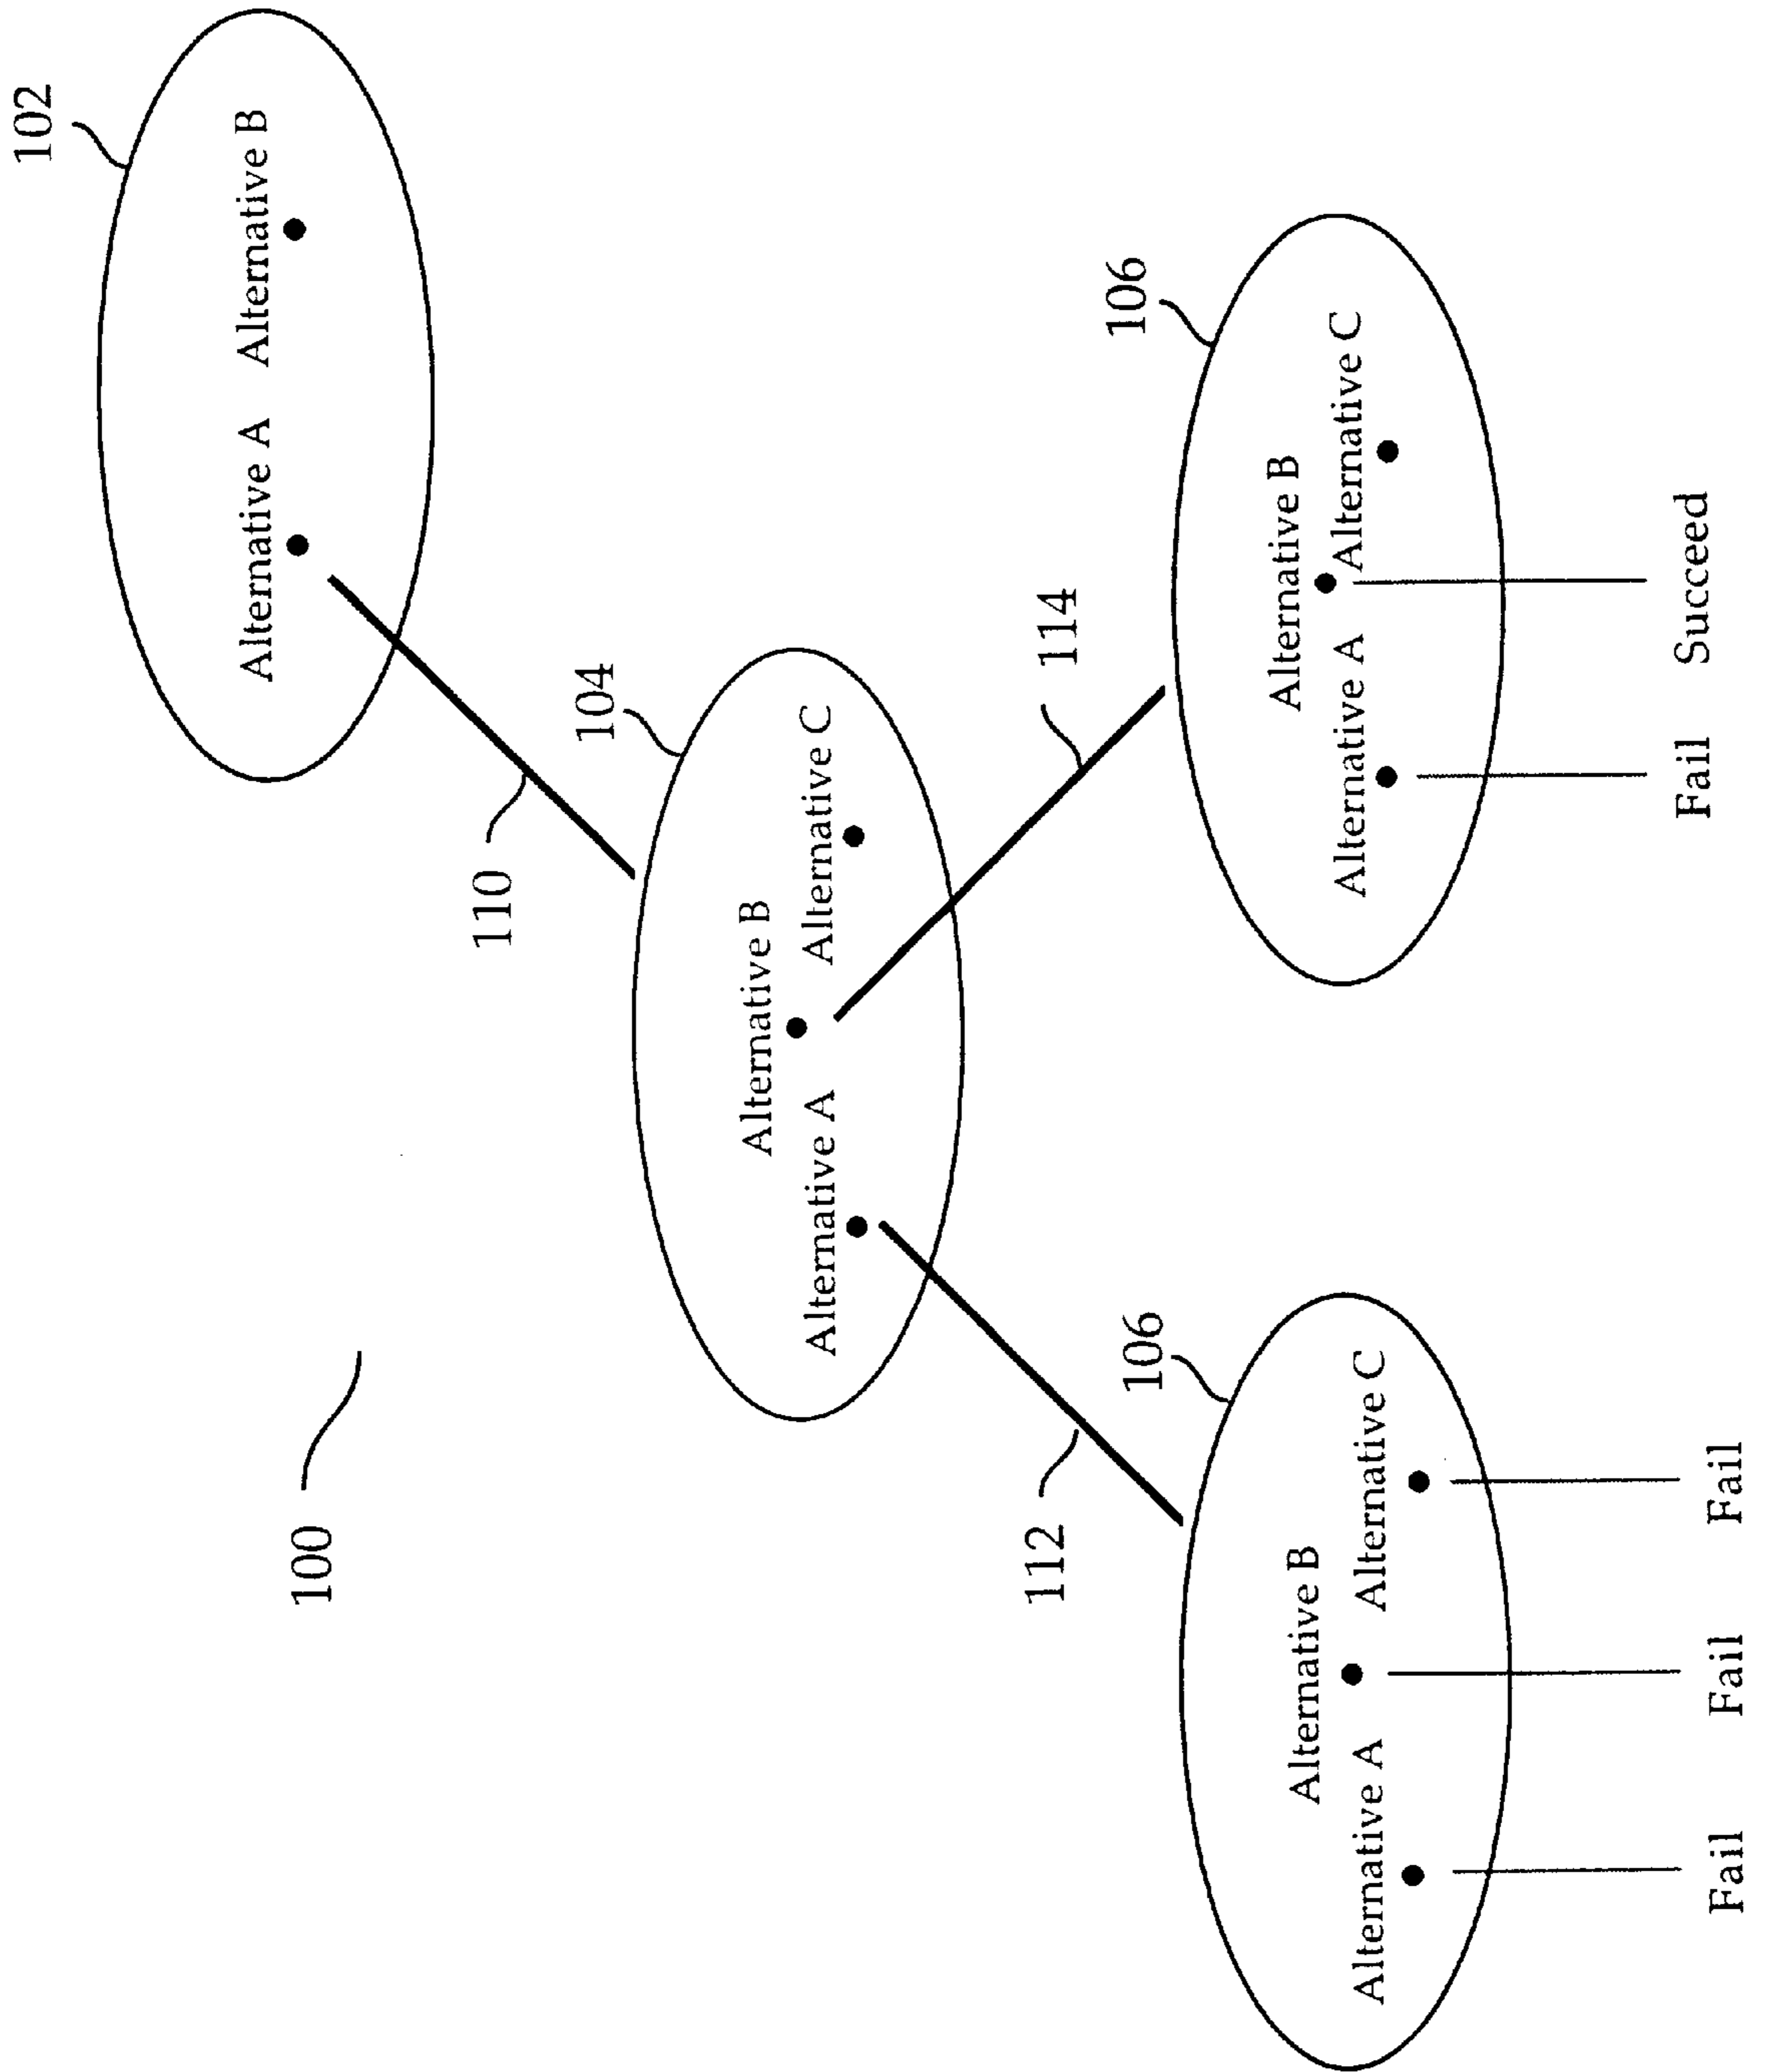 102
Alternative A Alternative B
110
104
Alternative B
Alternative A Alternative C
100
112
114
106
Alternative B
Alternative A Alternative C
Fail Fail Fail
106
Alternative B
Alternative A Alternative C
Fail Succeed